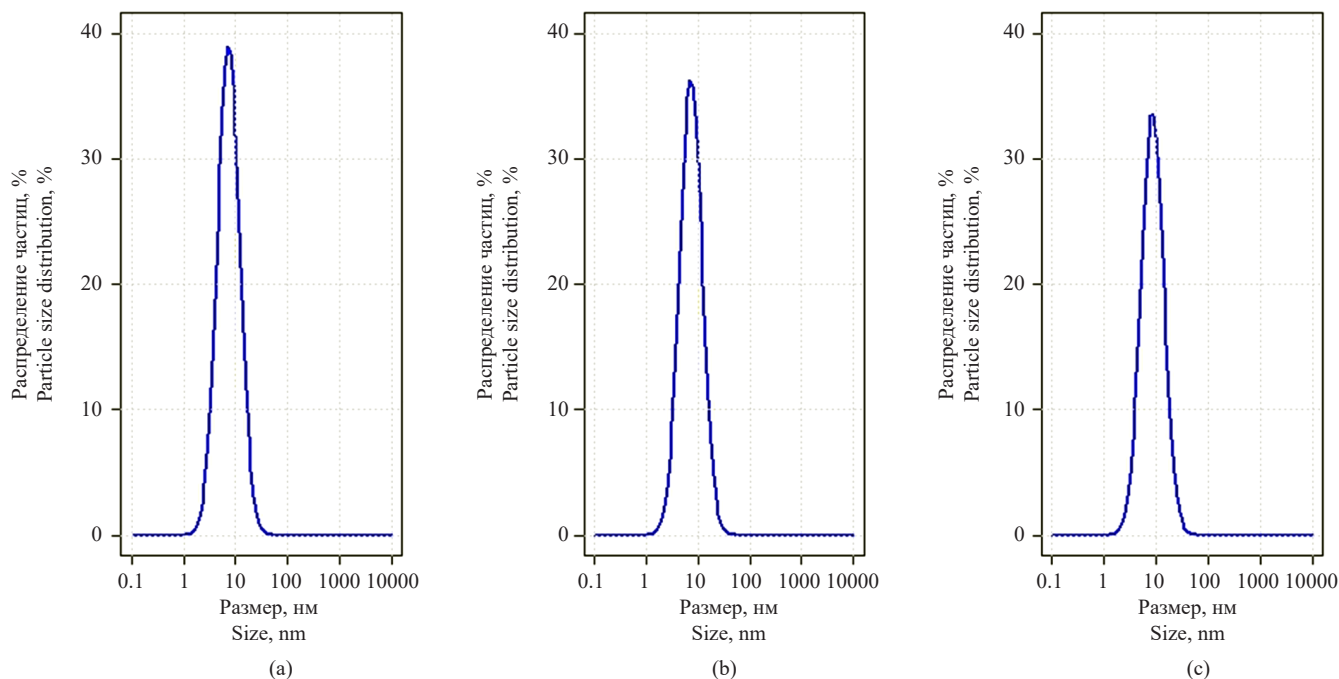 Распределение частиц, %
Particle size distribution, %
40
30
20
10
0
0.1 1 10 100 1000 10000
Размер, нм
Size, nm
(a)
Распределение частиц, %
Particle size distribution, %
40
30
20
10
0
0.1 1 10 100 1000 10000
Размер, нм
Size, nm
(b)
Распределение частиц, %
Particle size distribution, %
40
30
20
10
0
0.1 1 10 100 1000 10000
Размер, нм
Size, nm
(c)